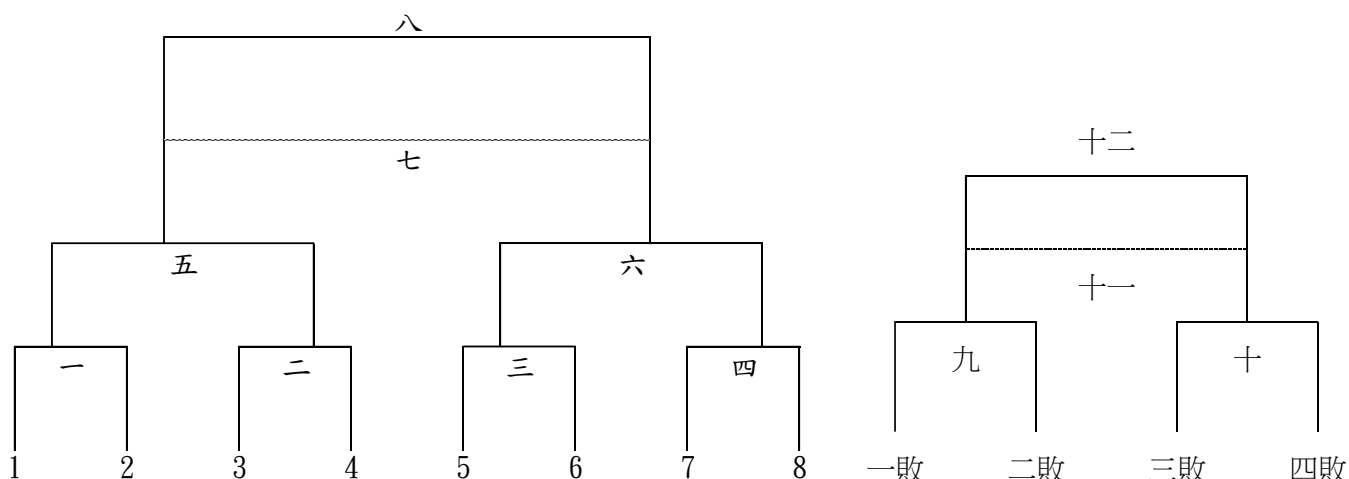 八
七
五 六
一 二 三 四
1 2 3 4 5 6 7 8
十二
十一
九 十
一敗 二敗 三敗 四敗